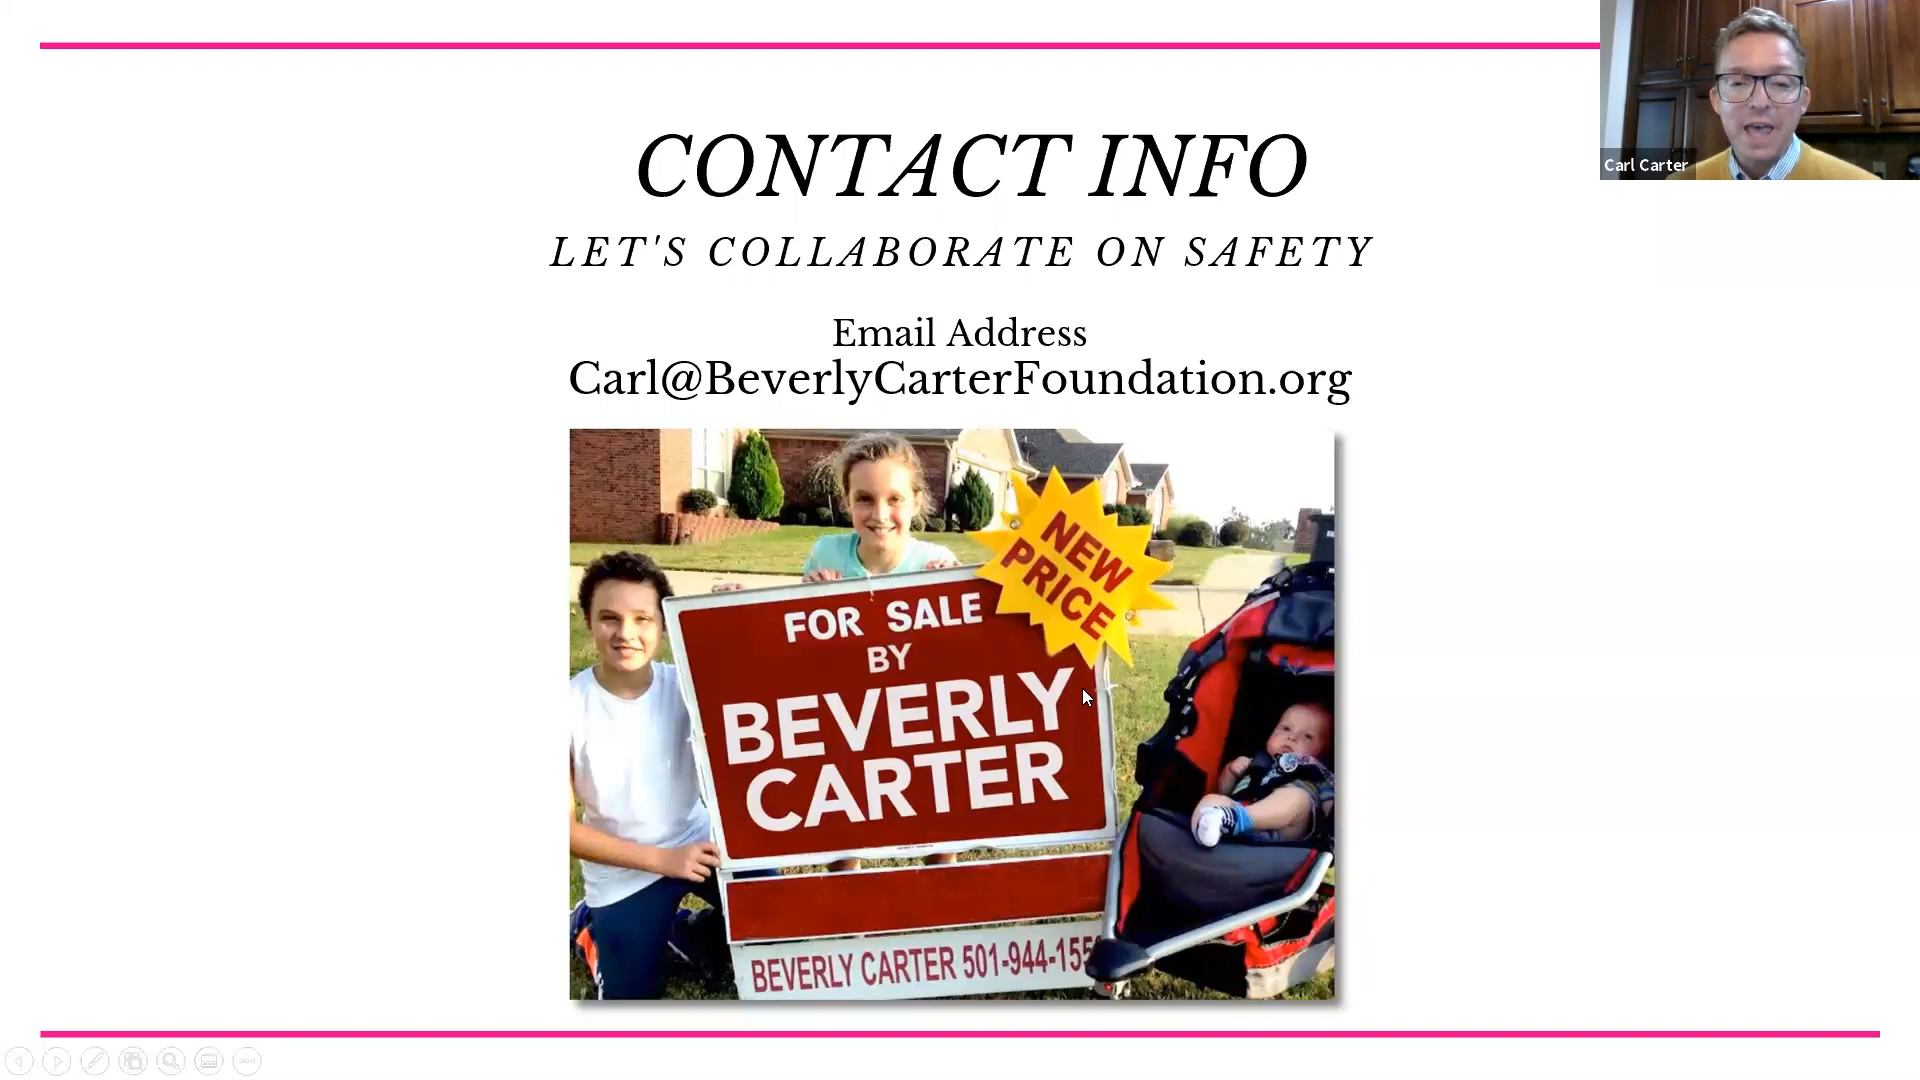 CONTACT INFO
LET'S COLLABORATE ON SAFETY
Email Address
Carl@BeverlyCarterFoundation.org
Carl Carter
NEW
PRICE
FOR SALE
BY
BEVERLY
CARTER
BEVERLY CARTER 501-944-155